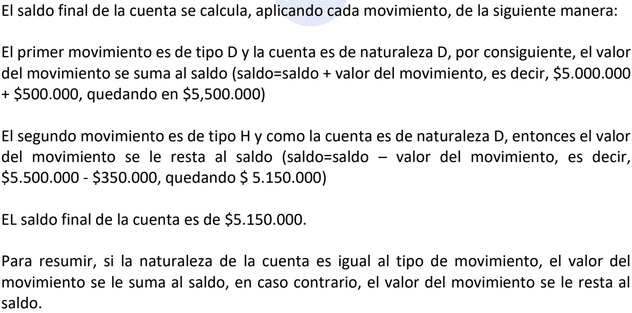 El saldo final de la cuenta se calcula, aplicando cada movimiento, de la siguiente manera:
El primer movimiento es de tipo D y la cuenta es de naturaleza D, por consiguiente, el valor
del movimiento se suma al saldo (saldo=saldo + valor del movimiento, es decir, $5.000.000
+ $500.000, quedando en $5,500.000)
El segundo movimiento es de tipo H y como la cuenta es de naturaleza D, entonces el valor
del movimiento se le resta al saldo (saldo=saldo – valor del movimiento, es decir,
$5.500.000 - $350.000, quedando $ 5.150.000)
EL saldo final de la cuenta es de $5.150.000.
Para resumir, si la naturaleza de la cuenta es igual al tipo de movimiento, el valor del
movimiento se le suma al saldo, en caso contrario, el valor del movimiento se le resta al
saldo.